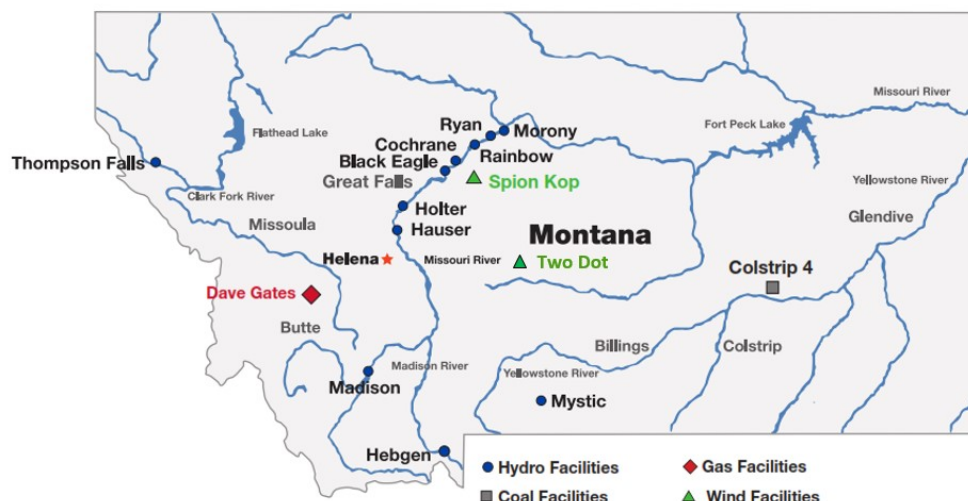 Missouri River
Ryan
Morony
Fort Peck Lake
Flathead Lake
Cochrane
Rainbow
Thompson Falls
Black Eagle
Great Falls
Spion Kop
Yellowstone River
Clark Fork River
Holter
Glendive
Missoula
Hauser
Montana
Helena
Missouri River
Two Dot
Colstrip 4
Dave Gates
Butte
Billings
Colstrip
Madison River
Yellowstone River
Madison
Mystic
Hebgen
Hydro Facilities
Gas Facilities
Coal Facilities
Wind Facilities